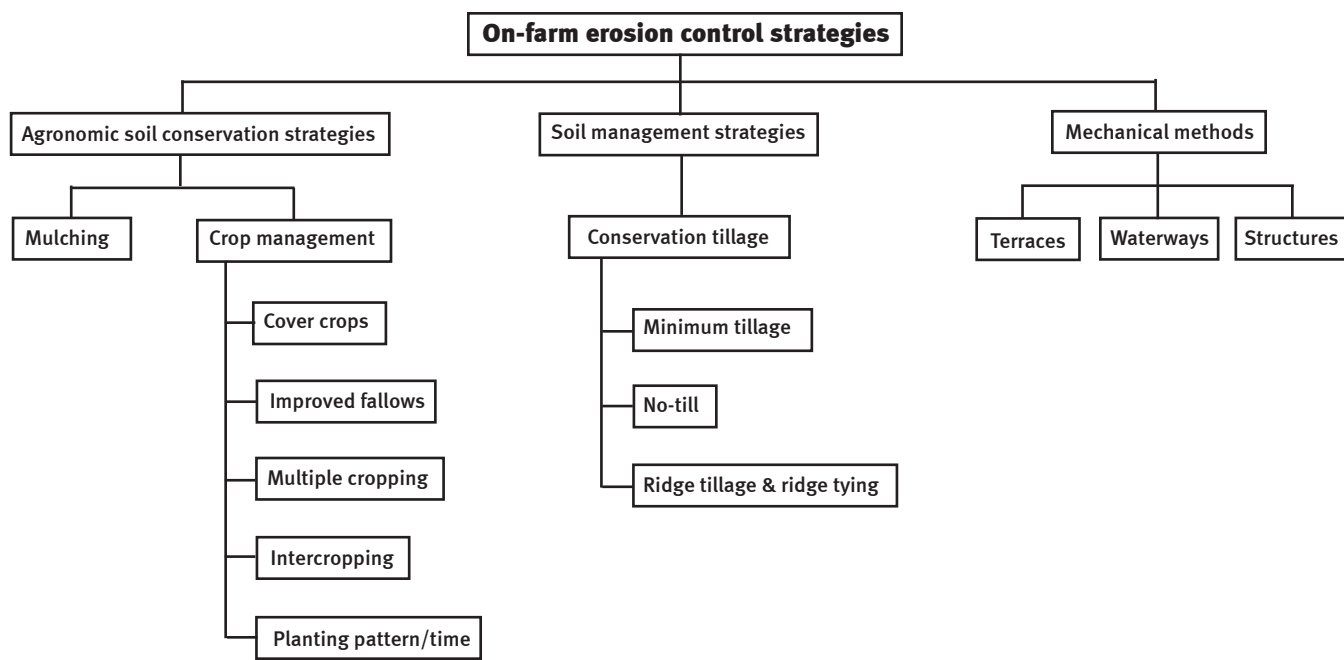 On-farm erosion control strategies
Agronomic soil conservation strategies
Soil management strategies
Mechanical methods
Mulching
Crop management
Conservation tillage
Terraces
Waterways
Structures
Cover crops
Improved fallows
Multiple cropping
Intercropping
Planting pattern/time
Minimum tillage
No-till
Ridge tillage & ridge tying